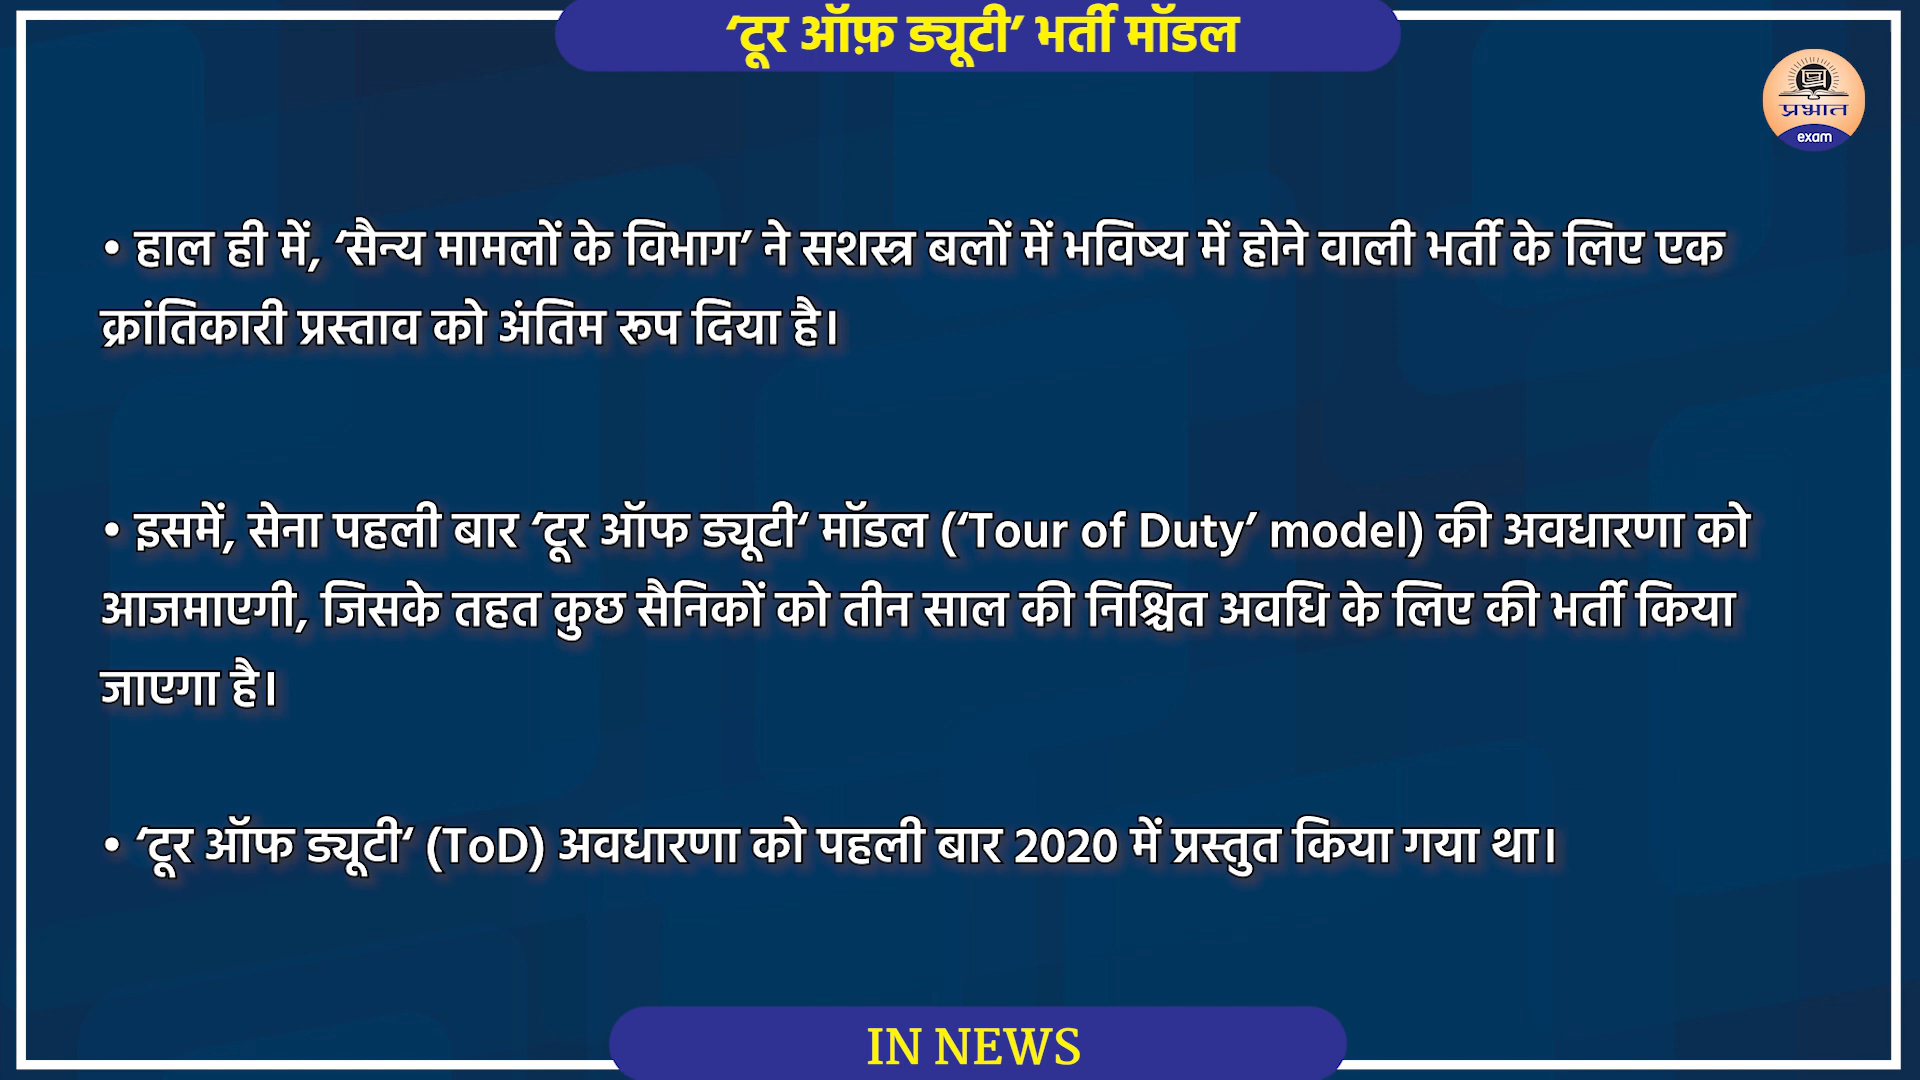 ‘टूर ऑफ़ ड्यूटी’ भर्ती मॉडल
प्रभात
exam
• हाल ही में, ‘सैन्य मामलों के विभाग’ ने सशस्त्र बलों में भविष्य में होने वाली भर्ती के लिए एक
क्रांतिकारी प्रस्ताव को अंतिम रूप दिया है।
• इसमें, सेना पहली बार ‘टूर ऑफ ड्यूटी‘ मॉडल (‘Tour of Duty’ model) की अवधारणा को
आजमाएगी, जिसके तहत कुछ सैनिकों को तीन साल की निश्चित अवधि के लिए की भर्ती किया
जाएगा है।
• ‘टूर ऑफ ड्यूटी‘ (ToD) अवधारणा को पहली बार 2020 में प्रस्तुत किया गया था।
IN NEWS